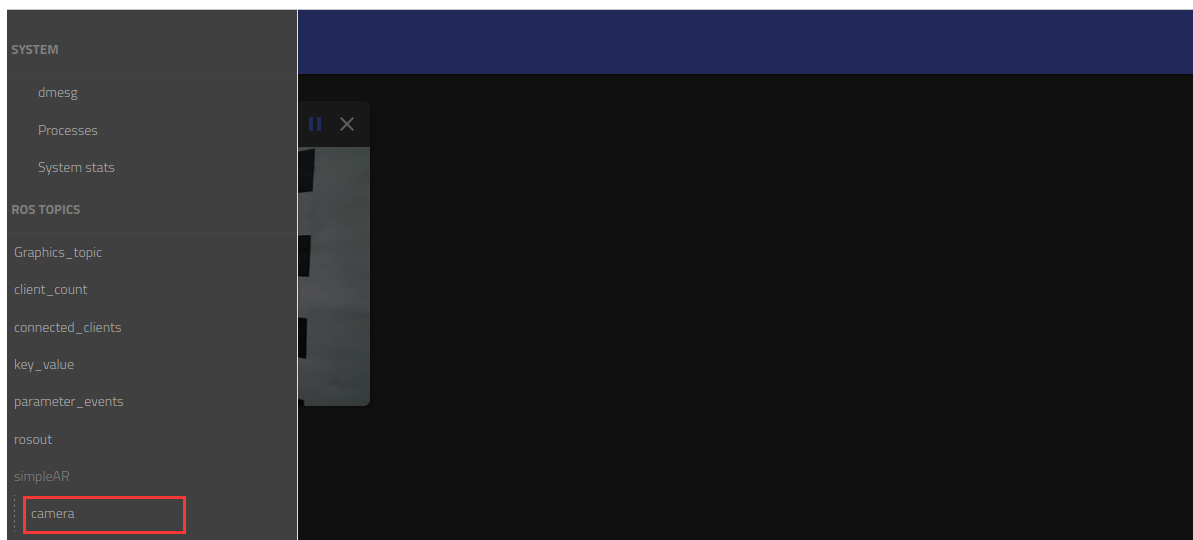 SYSTEM
dmesg
Processes
System stats
ROS TOPICS
Graphics_topic
client_count
connected_clients
key_value
parameter_events
rosout
simpleAR
camera